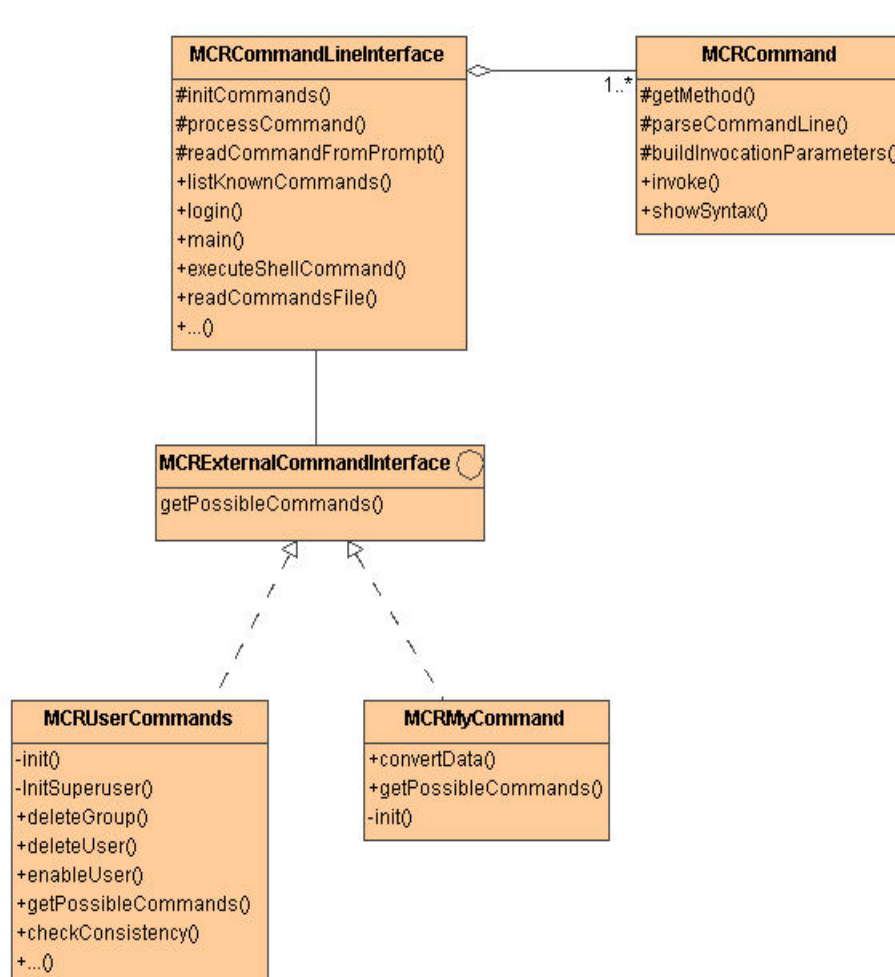 MCRCommandLineInterface
#initCommands()
#processCommand()
#readCommandFromPrompt()
+listKnownCommands()
+login()
+main()
+executeShellCommand()
+readCommandsFile()
+...()
1..*
MCRCommand
#getMethod()
#parseCommandLine()
#buildInvocationParameters()
+invoke()
+showSyntax()
MCRExternalCommandInterface
getPossibleCommands()
MCRUserCommands
-init()
-InitSuperuser()
+deleteGroup()
+deleteUser()
+enableUser()
+getPossibleCommands()
+checkConsistency()
+...()
MCRMyCommand
+convertData()
+getPossibleCommands()
-init()